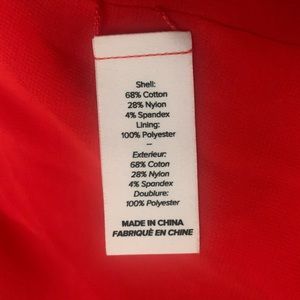 Shell:
68% Cotton
28% Nylon
4% Spandex
Lining:
100% Polyester
—
Exterieur:
68% Coton
28% Nylon
4% Spandex
Doublure:
100% Polyester
MADE IN CHINA
FABRIQUÉ EN CHINE